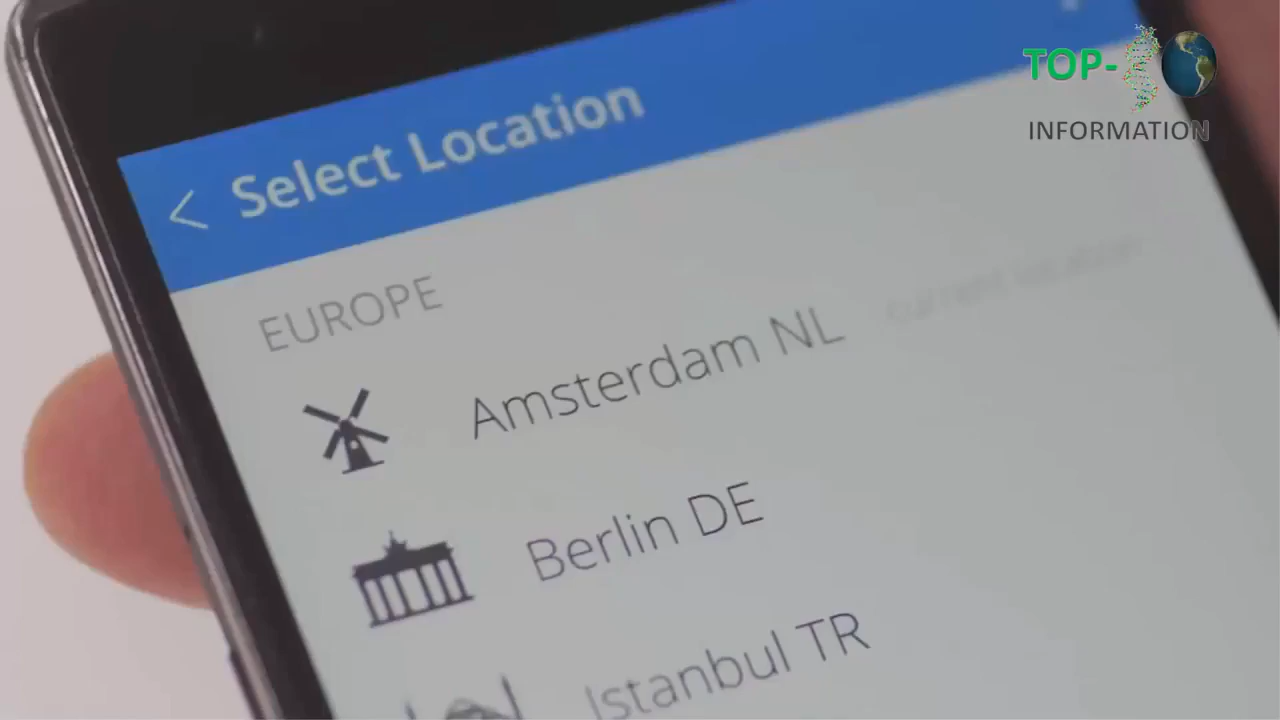 TOP-
INFORMATION
< Select Location
EUROPE
Amsterdam NL
Berlin DE
Istanbul TR